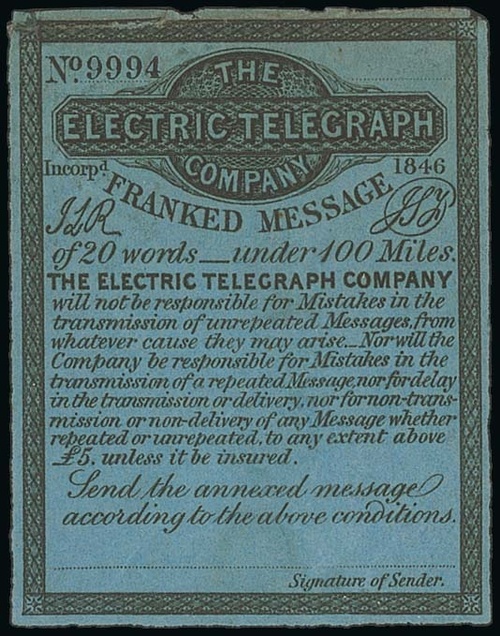 No. 9994
THE
ELECTRIC TELEGRAPH
COMPANY
Incorpd. 1846
FRANKED MESSAGE
of 20 words_under 100 Miles.
THE ELECTRIC TELEGRAPH COMPANY
will not be responsible for Mistakes in the
transmission of unrepeated Messages, from
whatever cause they may arise._Nor will the
Company be responsible for Mistakes in the
transmission of a repeated Message, nor for delay
in the transmission or delivery, nor for non-trans-
mission or non-delivery of any Message whether
repeated or unrepeated, to any extent above
£5, unless it be insured.
Send the annexed message
according to the above conditions.
Signature of Sender.